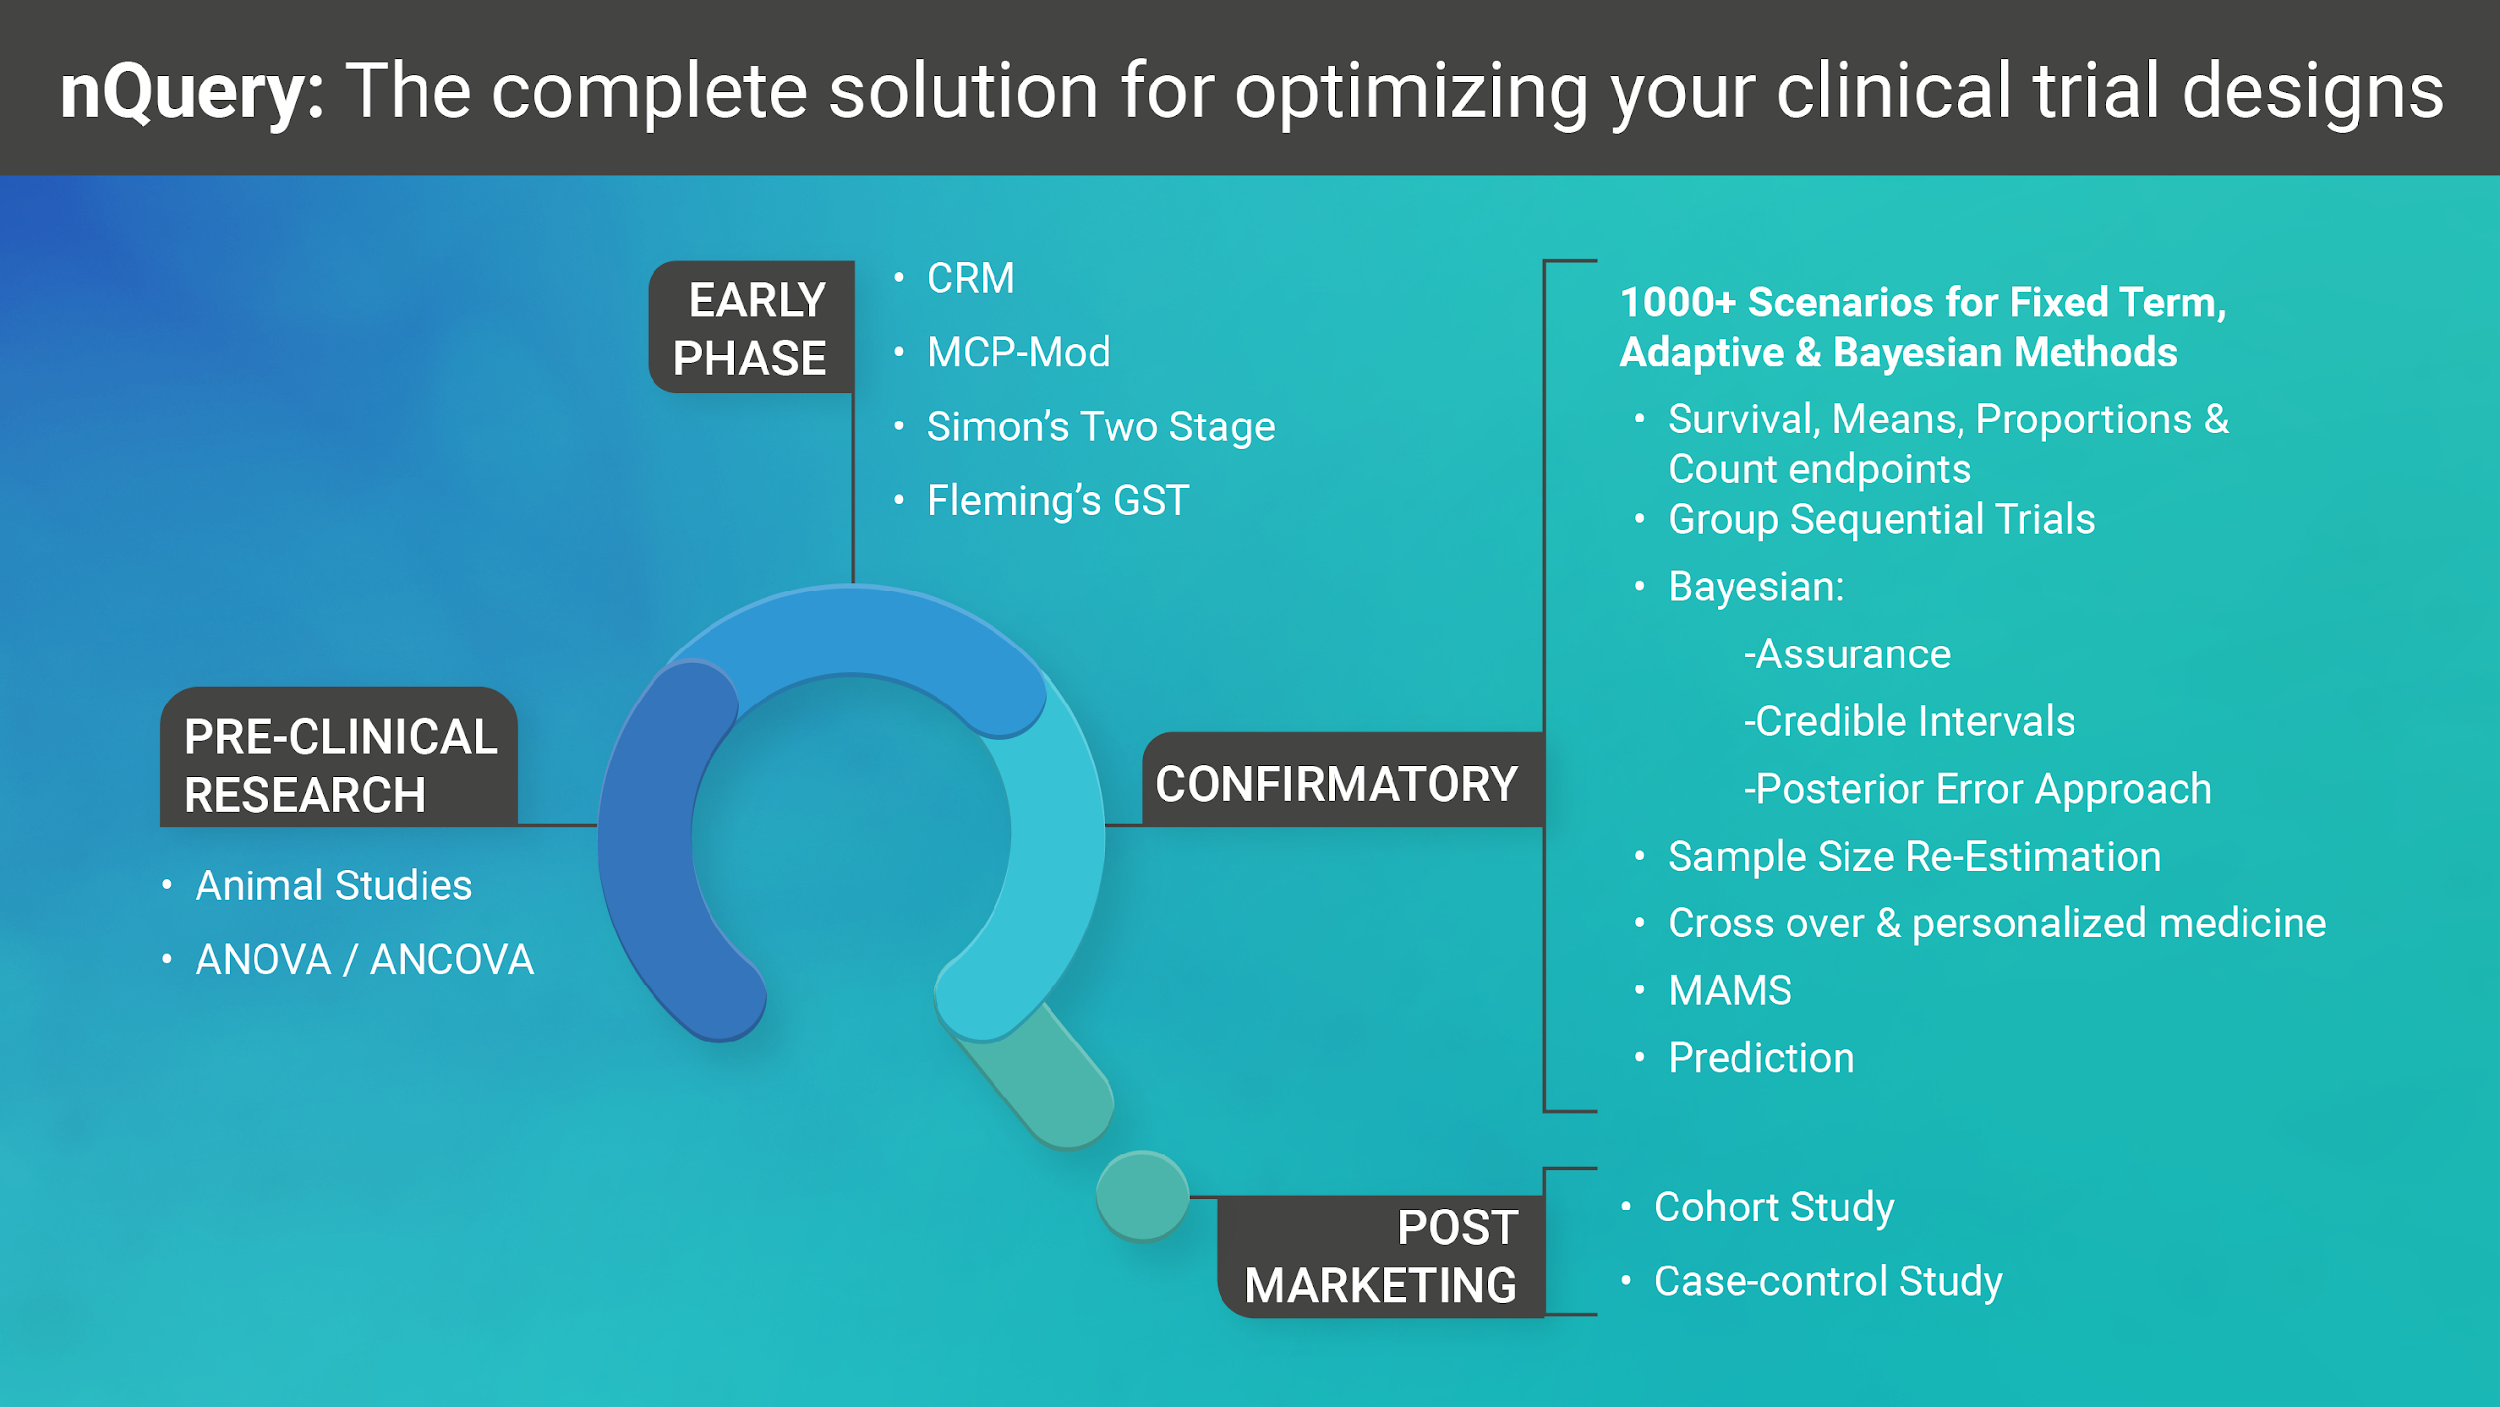 nQuery: The complete solution for optimizing your clinical trial designs
EARLY
PHASE
• CRM
• MCP-Mod
• Simon’s Two Stage
• Fleming’s GST
PRE-CLINICAL
RESEARCH
• Animal Studies
• ANOVA / ANCOVA
CONFIRMATORY
1000+ Scenarios for Fixed Term,
Adaptive & Bayesian Methods
• Survival, Means, Proportions &
Count endpoints
• Group Sequential Trials
• Bayesian:
-Assurance
-Credible Intervals
-Posterior Error Approach
• Sample Size Re-Estimation
• Cross over & personalized medicine
• MAMS
• Prediction
POST
MARKETING
• Cohort Study
• Case-control Study